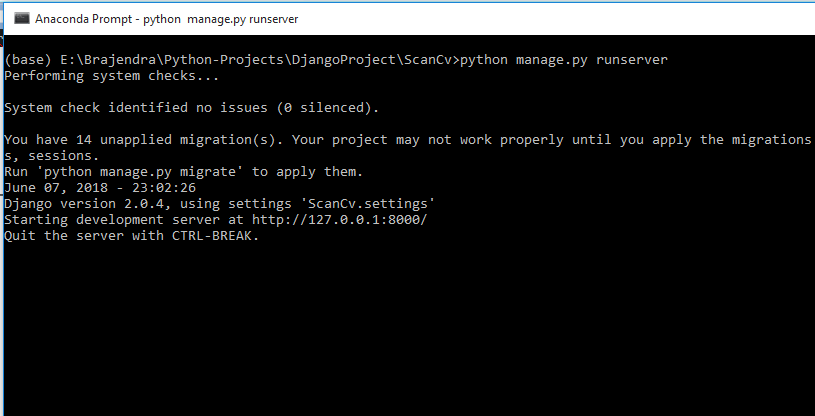 Anaconda Prompt - python  manage.py runserver
(base) E:\Brajendra\Python-Projects\DjangoProject\ScanCv>python manage.py runserver
Performing system checks...
System check identified no issues (0 silenced).
You have 14 unapplied migration(s). Your project may not work properly until you apply the migrations
s, sessions.
Run 'python manage.py migrate' to apply them.
June 07, 2018 - 23:02:26
Django version 2.0.4, using settings 'ScanCv.settings'
Starting development server at http://127.0.0.1:8000/
Quit the server with CTRL-BREAK.